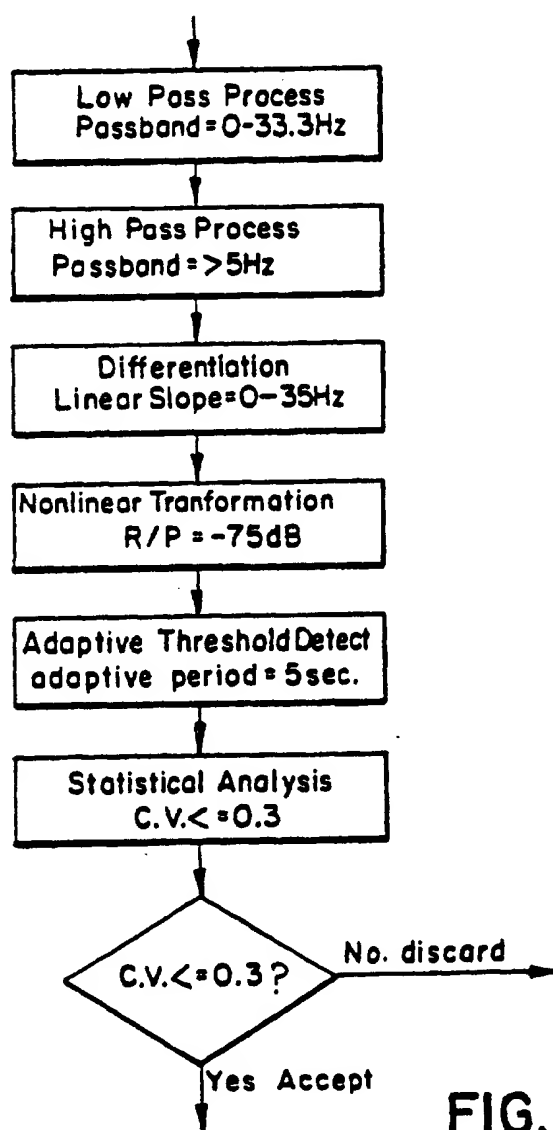 Low Pass Process
Passband=0-33.3Hz
High Pass Process
Passband=>5Hz
Differentiation
Linear Slope=0-35Hz
Nonlinear Tranformation
R/P = -75dB
Adaptive Threshold Detect
adaptive period = 5sec.
Statistical Analysis
C.V.<=0.3
C.V.<=0.3?
No. discard
Yes Accept
FIG.